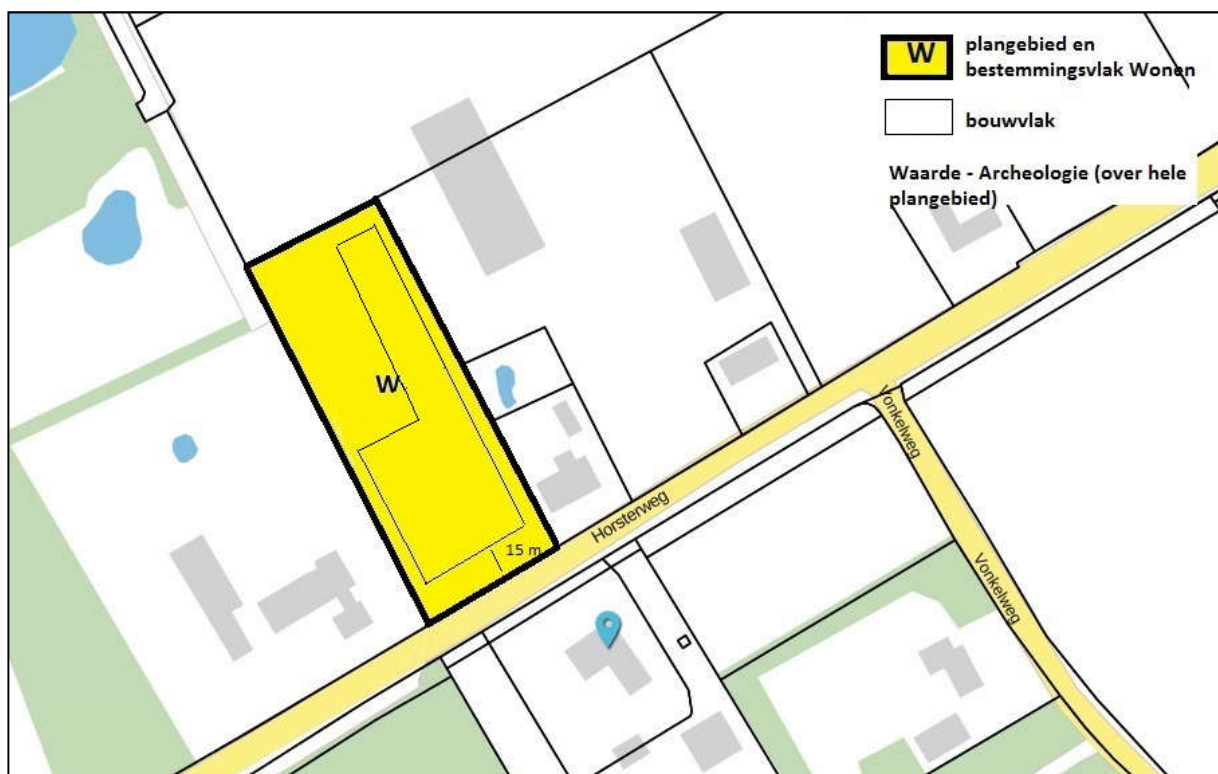 W
plangebied en
bestemmingsvlak Wonen
bouwvlak
Waarde - Archeologie (over hele
plangebied)
W
15 m
Horsterweg
Vonkelweg
Vonkelweg